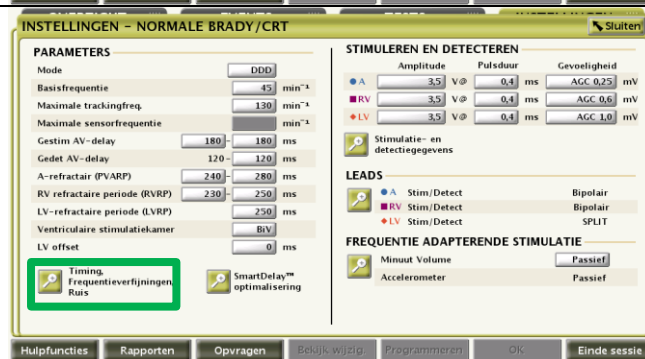 INSTELLINGEN – NORMALE BRADY/CRT
Sluiten
PARAMETERS
Mode DDD
Basisfrequentie 45 min⁻¹
Maximale trackingfreq. 130 min⁻¹
Maximale sensorfrequentie min⁻¹
Gestim AV-delay 180 - 180 ms
Gedet AV-delay 120 - 120 ms
A-refractair (PVARP) 240 - 280 ms
RV refractaire periode (RVRP) 230 - 250 ms
LV-refractaire periode (LVRP) 250 ms
Ventriculaire stimulatiekamer BiV
LV offset 0 ms
Timing,
Frequentieverfijningen,
Ruis
SmartDelay™
optimalisering
STIMULEREN EN DETECTEREN
Amplitude Pulsduur Gevoeligheid
A 3,5 V@ 0,4 ms AGC 0,25 mV
RV 3,5 V@ 0,4 ms AGC 0,6 mV
LV 3,5 V@ 0,4 ms AGC 1,0 mV
Stimulatie- en
detectiegegevens
LEADS
A Stim/Detect Bipolair
RV Stim/Detect Bipolair
LV Stim/Detect SPLIT
FREQUENTIE ADAPTERENDE STIMULATIE
Minuut Volume Passief
Accelerometer Passief
Hulpfuncties Rapporten Opvragen Bekijk wijzig. Programmeren OK Einde sessie